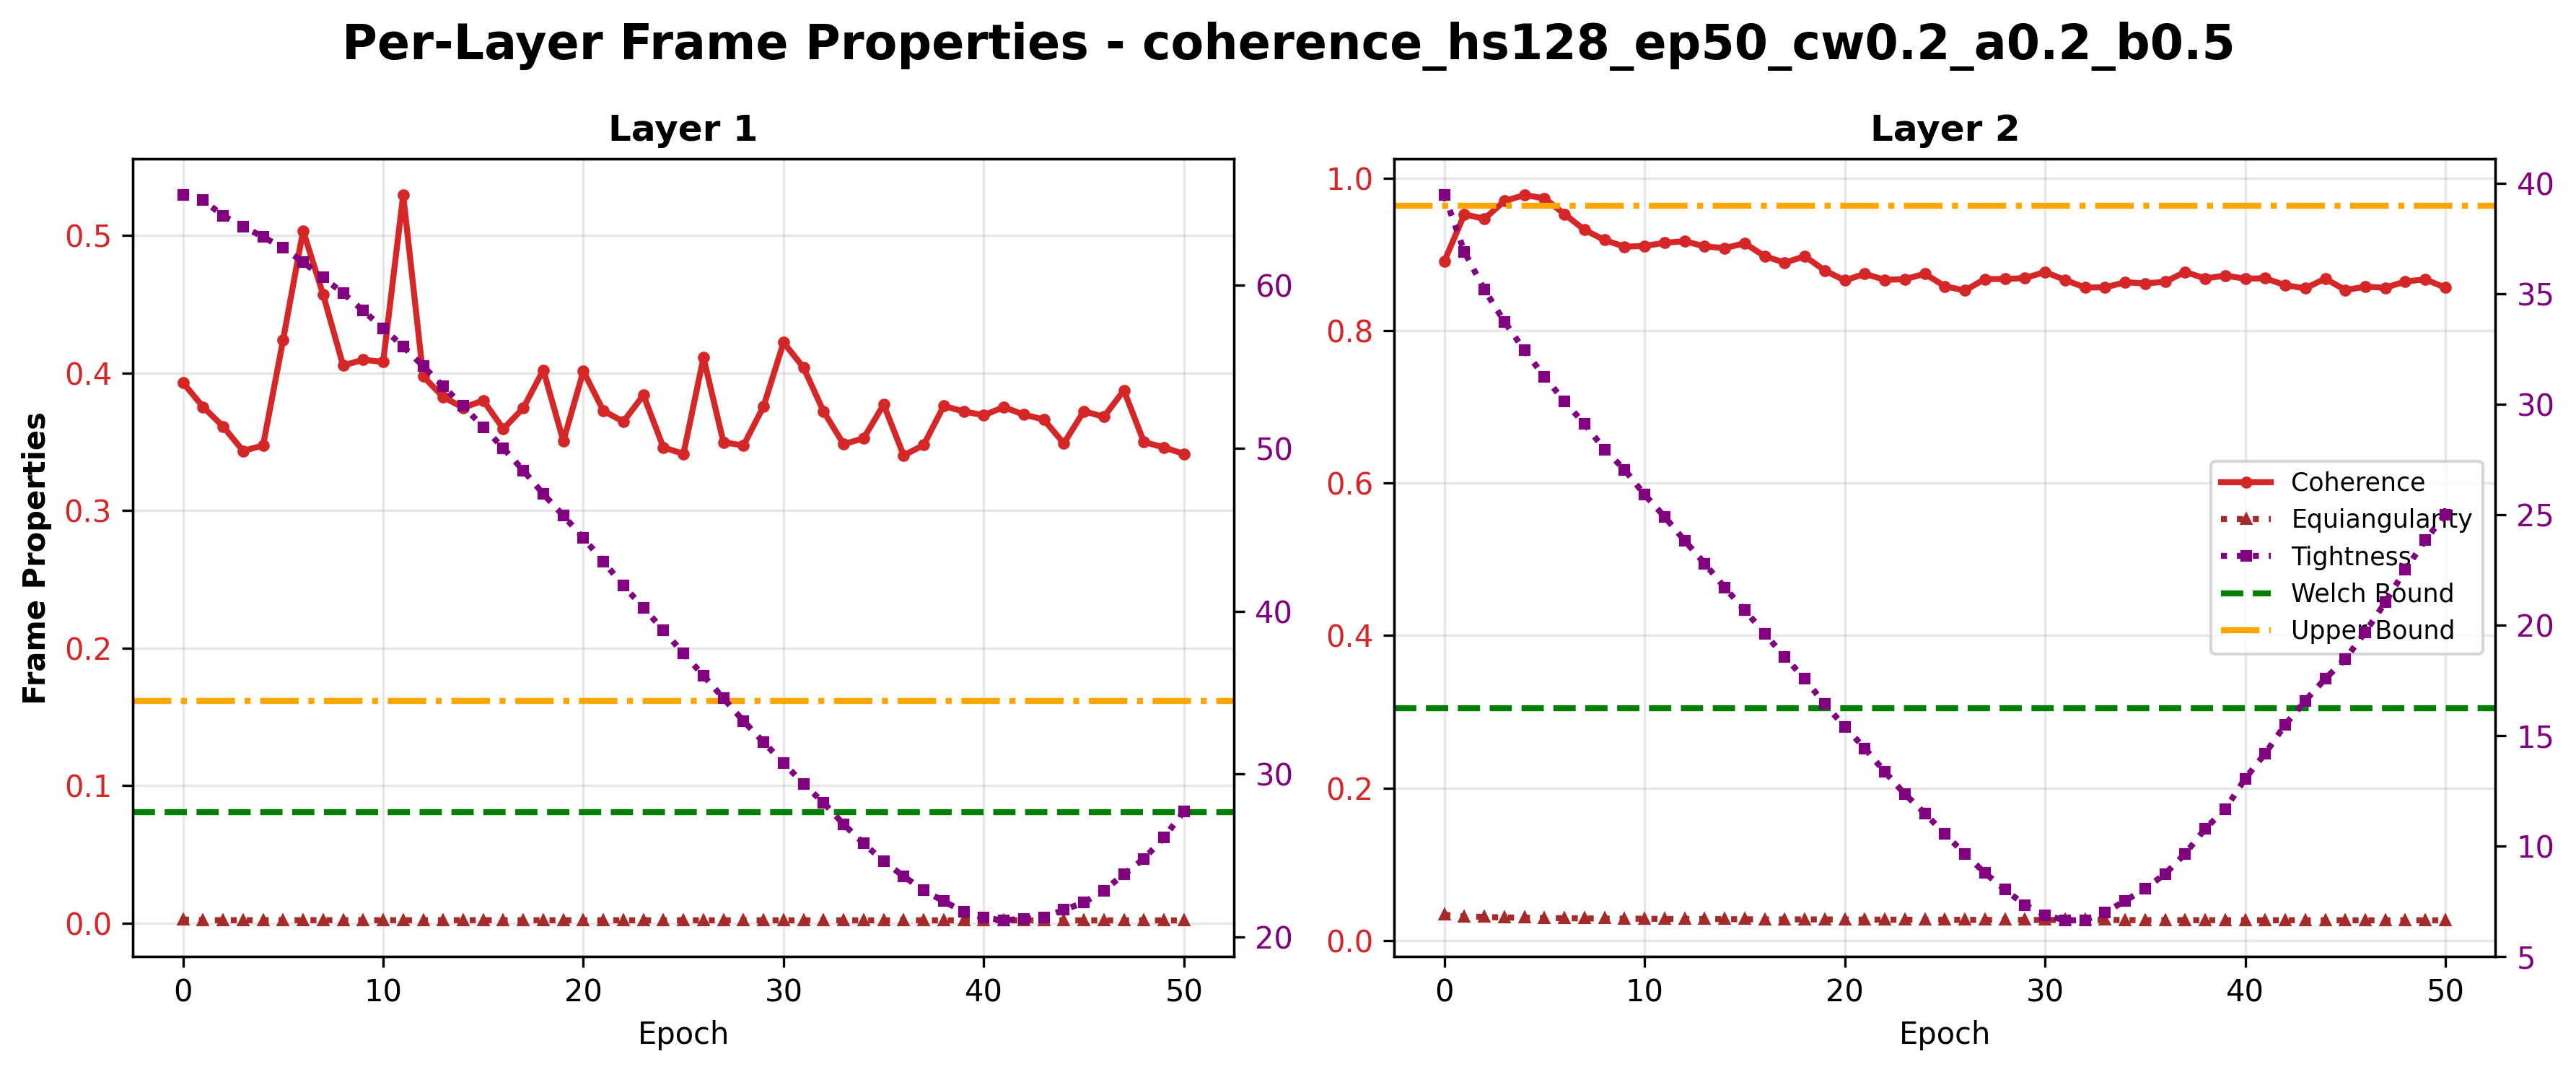 Per-Layer Frame Properties - coherence_hs128_ep50_cw0.2_a0.2_b0.5
Layer 1
Frame Properties
0.5
0.4
0.3
0.2
0.1
0.0
60
50
40
30
20
0 10 20 30 40 50
Epoch
Layer 2
1.0
0.8
0.6
0.4
0.2
0.0
40
35
30
25
20
15
10
5
Coherence
Equiangularity
Tightness
Welch Bound
Upper Bound
0 10 20 30 40 50
Epoch